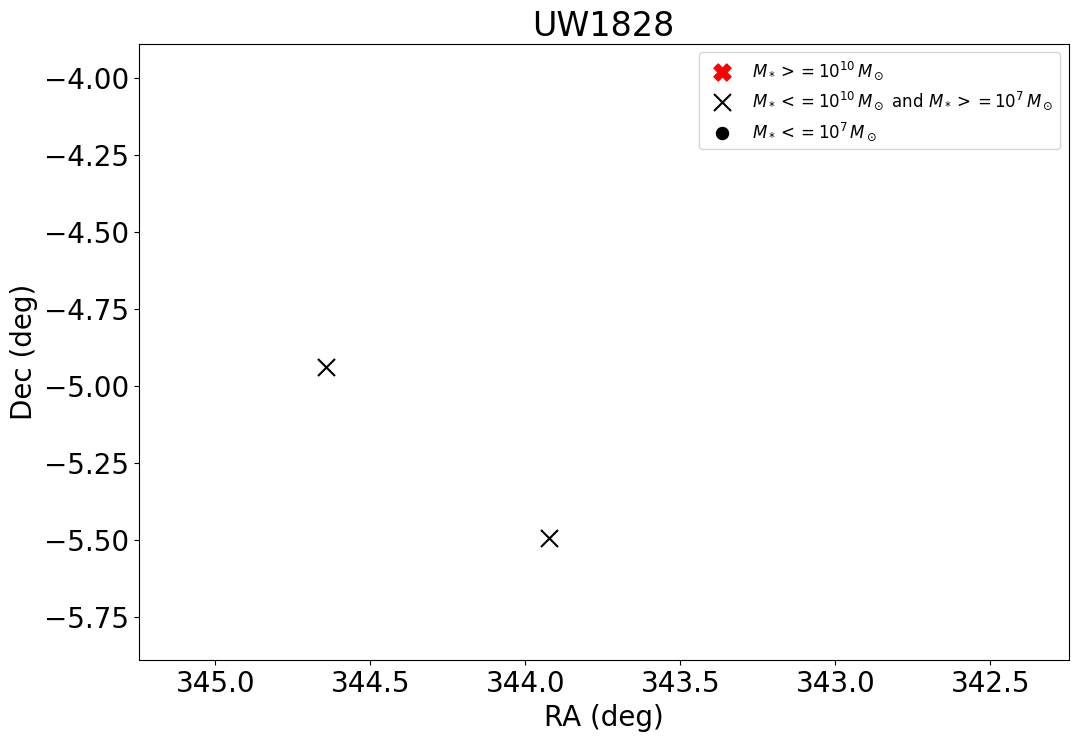 UW1828
M* >= 10^10 M⊙
M* <= 10^10 M⊙ and M* >= 10^7 M⊙
M* <= 10^7 M⊙
−4.00
−4.25
−4.50
−4.75
−5.00
−5.25
−5.50
−5.75
Dec (deg)
345.0 344.5 344.0 343.5 343.0 342.5
RA (deg)